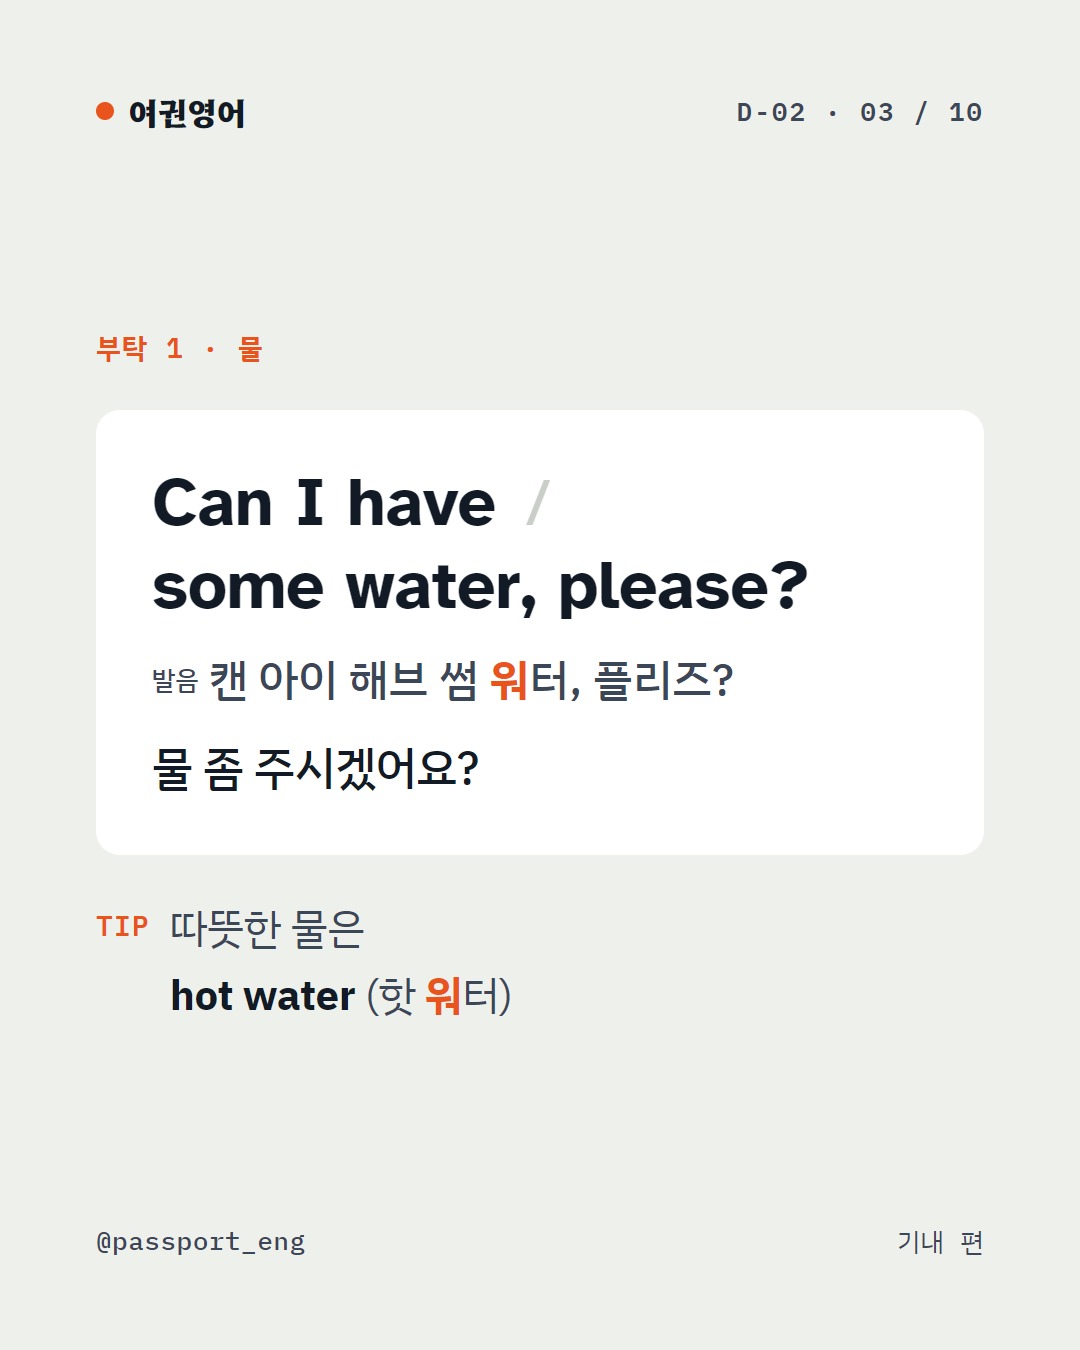 여권영어
D-02 · 03 / 10
부탁 1 · 물
Can I have /
some water, please?
발음 캔 아이 해브 썸 워터, 플리즈?
물 좀 주시겠어요?
TIP 따뜻한 물은
hot water (핫 워터)
@passport_eng
기내 편